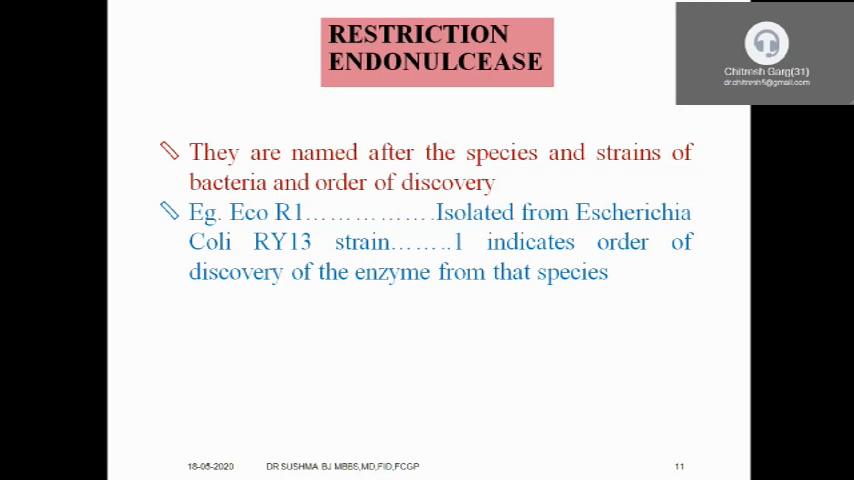 RESTRICTION
ENDONULCEASE
Chitresh Garg(31)
dr.chitresh5@gmail.com
They are named after the species and strains of
bacteria and order of discovery
Eg. Eco R1…………….Isolated from Escherichia
Coli RY13 strain……..1 indicates order of
discovery of the enzyme from that species
18-05-2020 DR SUSHMA BJ MBBS,MD,FID,FCGP 11